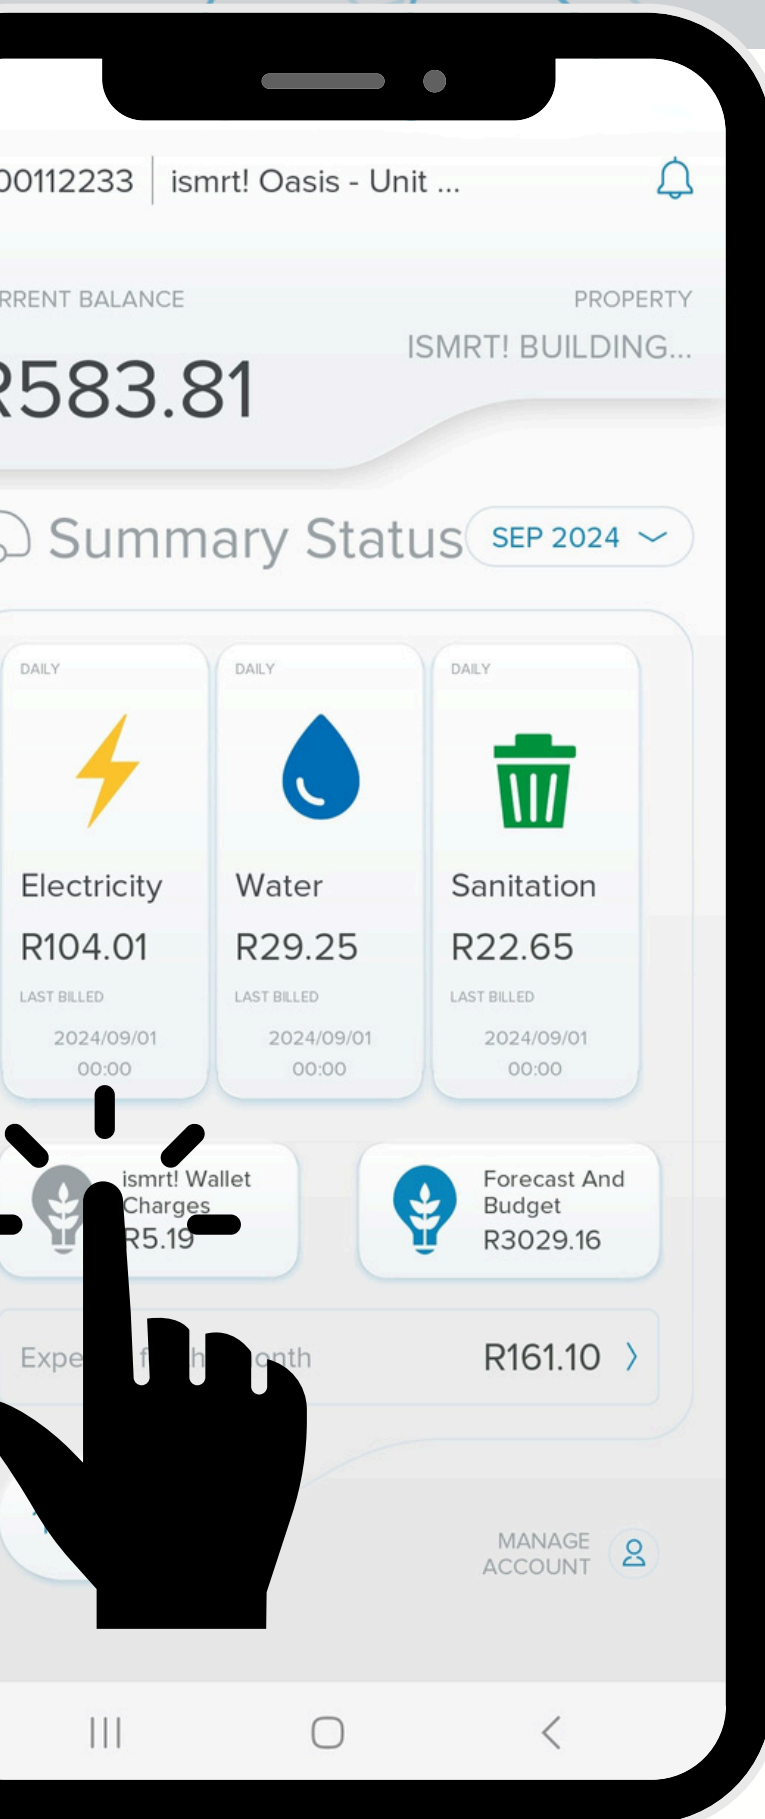 00112233 ismrt! Oasis - Unit ...
RRENT BALANCE
PROPERTY
ISMRT! BUILDING...
R583.81
Summary Status
SEP 2024
DAILY DAILY DAILY
Electricity Water Sanitation
R104.01 R29.25 R22.65
LAST BILLED LAST BILLED LAST BILLED
2024/09/01 2024/09/01 2024/09/01
00:00 00:00 00:00
ismrt! Wallet
Charges
R5.19
Forecast And
Budget
R3029.16
R161.10
MANAGE
ACCOUNT